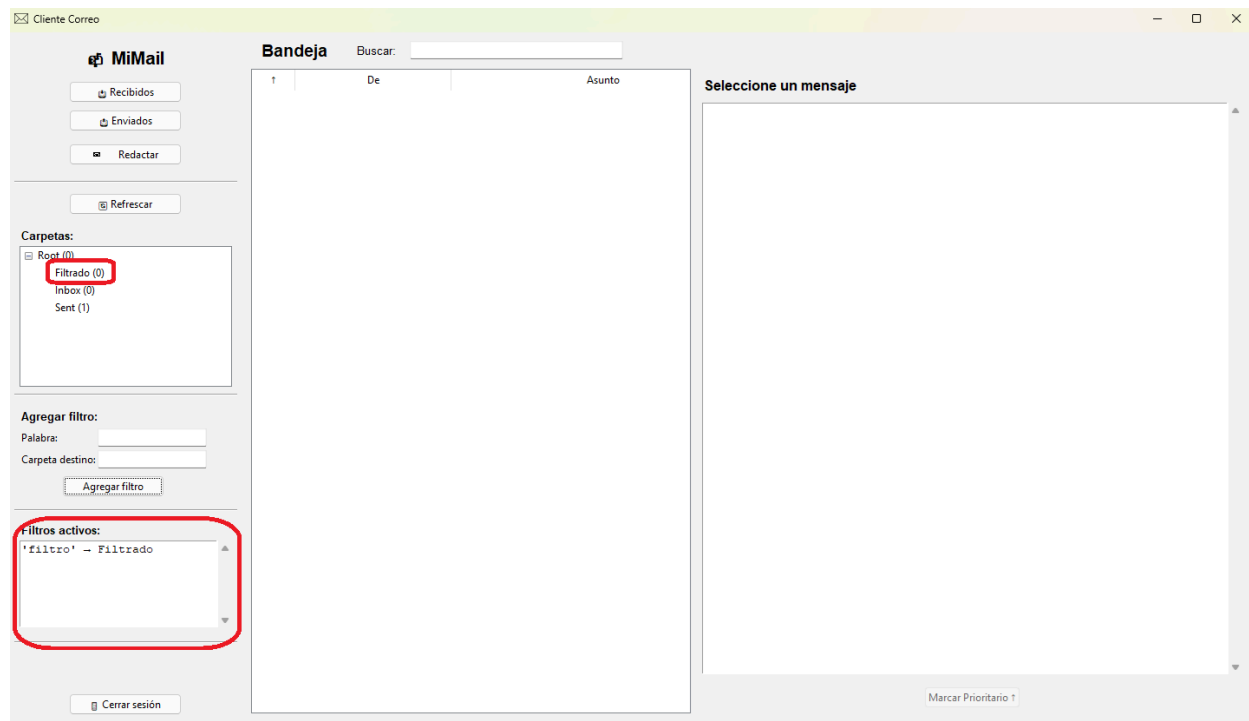 Cliente Correo
MiMail
Recibidos
Enviados
Redactar
Refrescar
Carpetas:
Root (0)
Filtrado (0)
Inbox (0)
Sent (1)
Agregar filtro:
Palabra:
Carpeta destino:
Agregar filtro
Filtros activos:
'filtro' → Filtrado
Cerrar sesión
Bandeja
Buscar:
↑ De Asunto
Seleccione un mensaje
Marcar Prioritario ↑